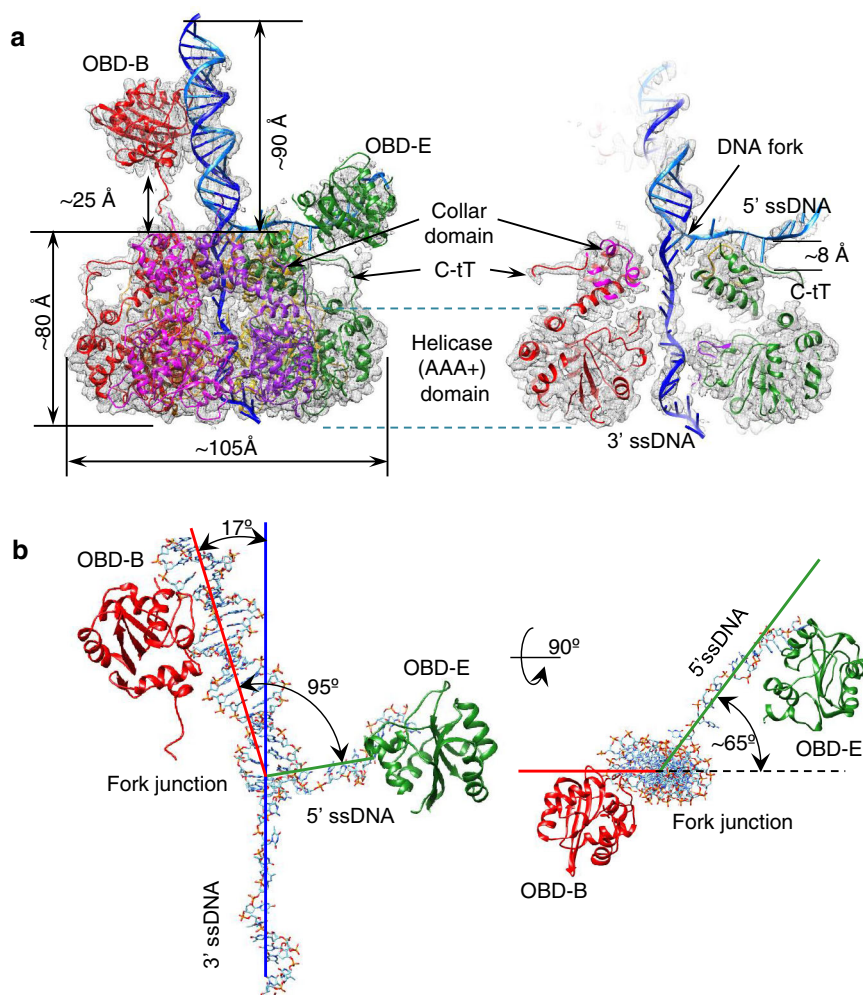 a
OBD-B
~90 Å
OBD-E
DNA fork
5’ ssDNA
~25 Å
Collar
domain
~8 Å
C-tT
C-tT
~80 Å
Helicase
(AAA+)
domain
3’ ssDNA
~105Å
b
17º
OBD-B
90º
5’ssDNA
OBD-E
95º
~65º
OBD-E
Fork junction
5’ ssDNA
Fork junction
OBD-B
3’ ssDNA